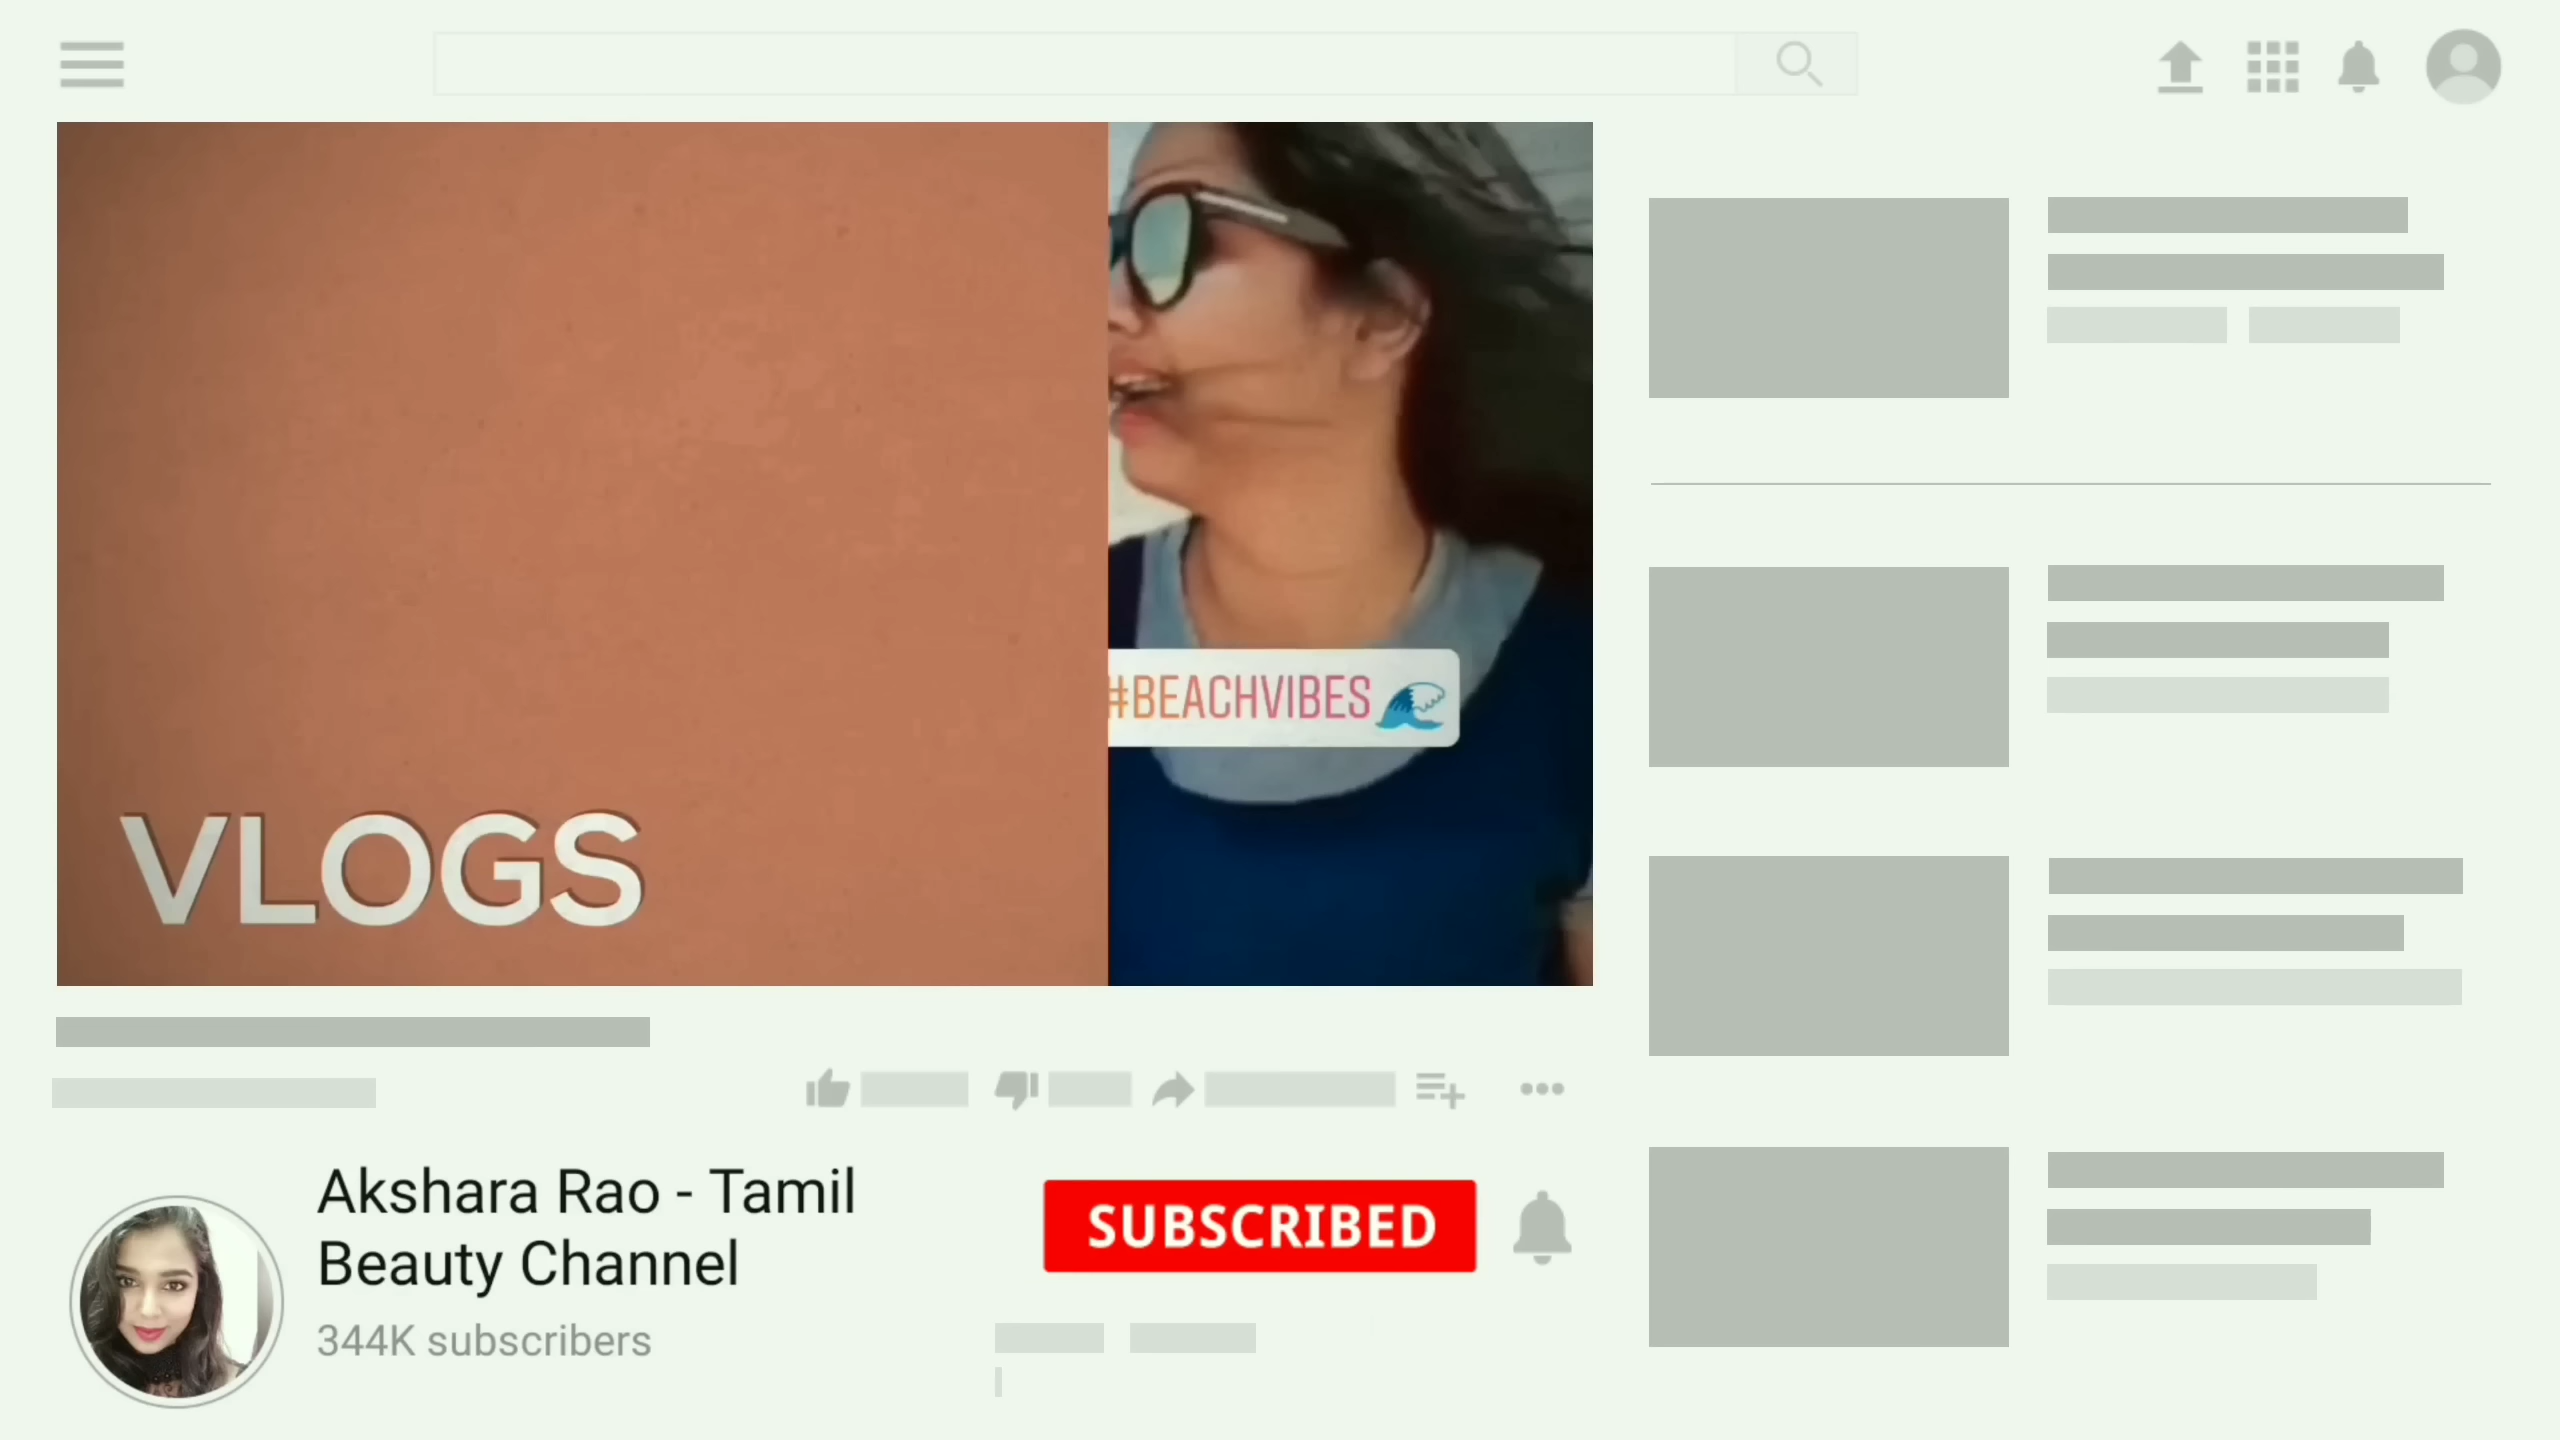 #BEACHVIBES
VLOGS
Akshara Rao - Tamil
Beauty Channel
344K subscribers
SUBSCRIBED